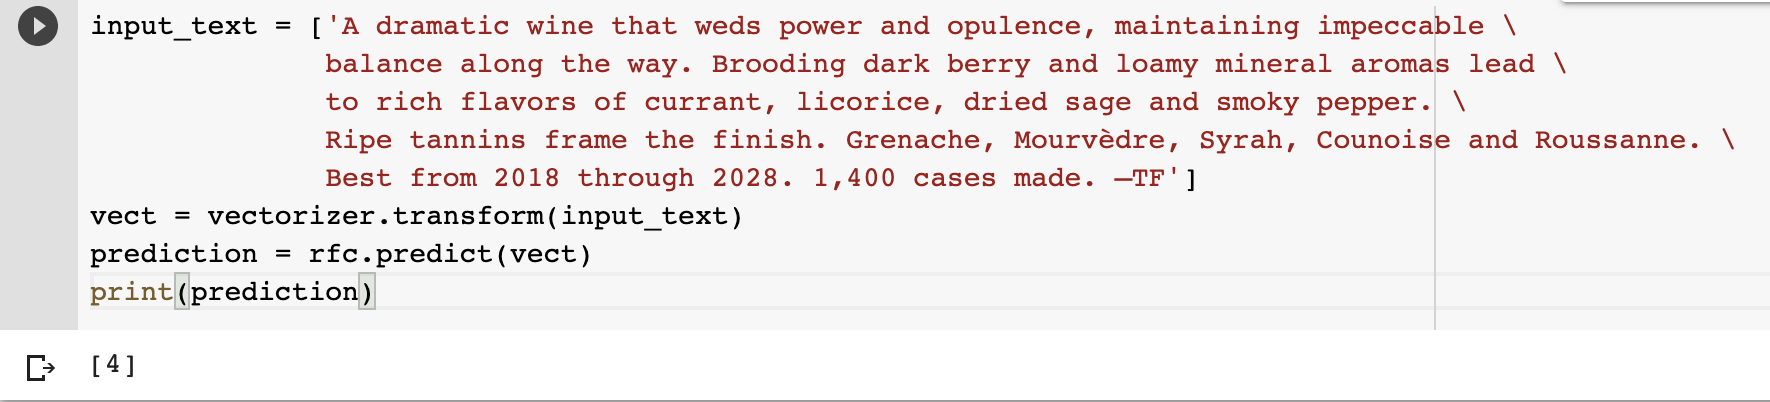 input_text = ['A dramatic wine that weds power and opulence, maintaining impeccable \
balance along the way. Brooding dark berry and loamy mineral aromas lead \
to rich flavors of currant, licorice, dried sage and smoky pepper. \
Ripe tannins frame the finish. Grenache, Mourvèdre, Syrah, Counoise and Roussanne. \
Best from 2018 through 2028. 1,400 cases made. —TF']
vect = vectorizer.transform(input_text)
prediction = rfc.predict(vect)
print(prediction)
[4]